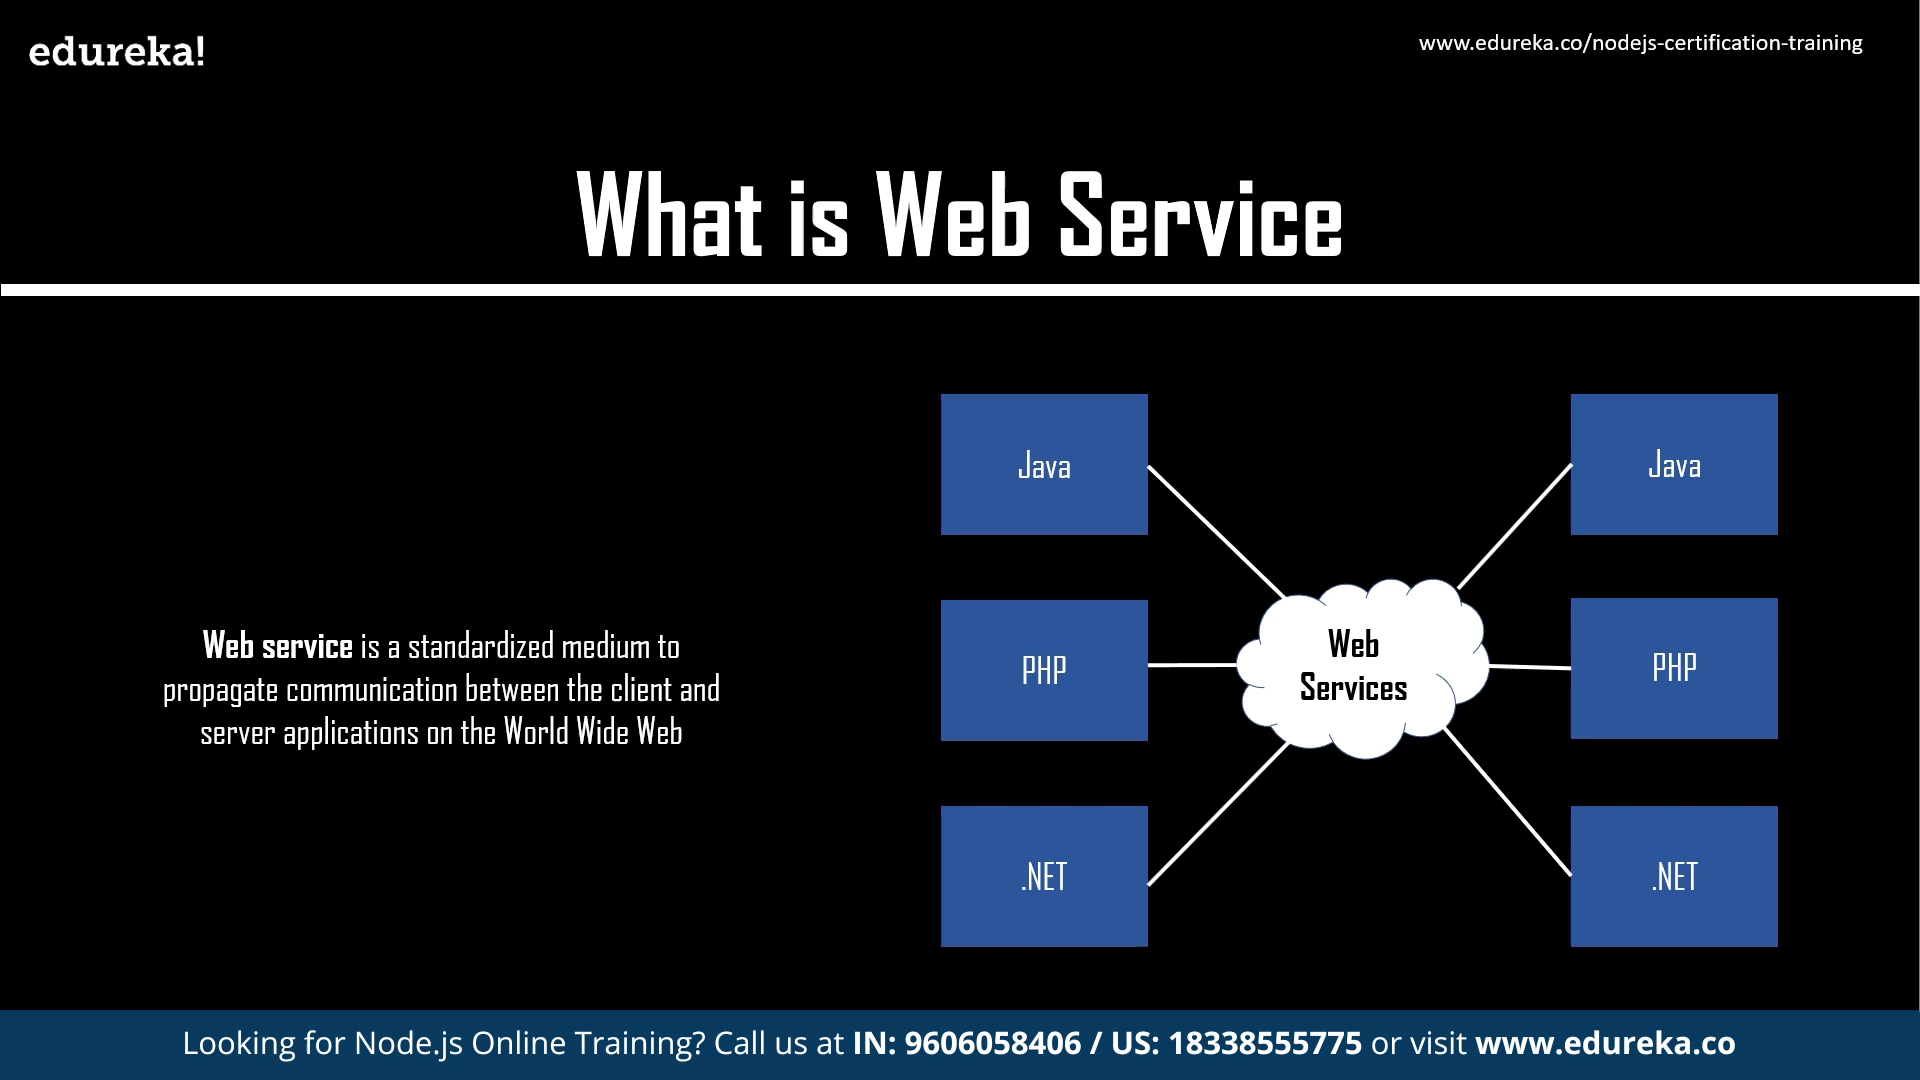 edureka!
www.edureka.co/nodejs-certification-training
What is Web Service
Web service is a standardized medium to
propagate communication between the client and
server applications on the World Wide Web
Java
PHP
.NET
Web
Services
Java
PHP
.NET
Looking for Node.js Online Training? Call us at IN: 9606058406 / US: 18338555775 or visit www.edureka.co